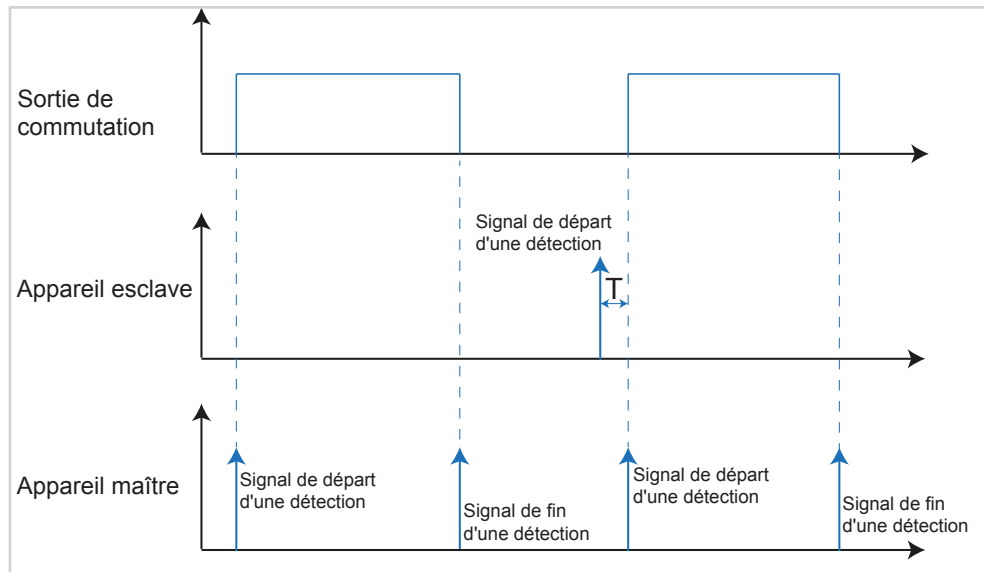 Sortie de
commutation
Signal de départ
d'une détection
T
Appareil esclave
Appareil maître
Signal de départ
d'une détection
Signal de fin
d'une détection
Signal de départ
d'une détection
Signal de fin
d'une détection